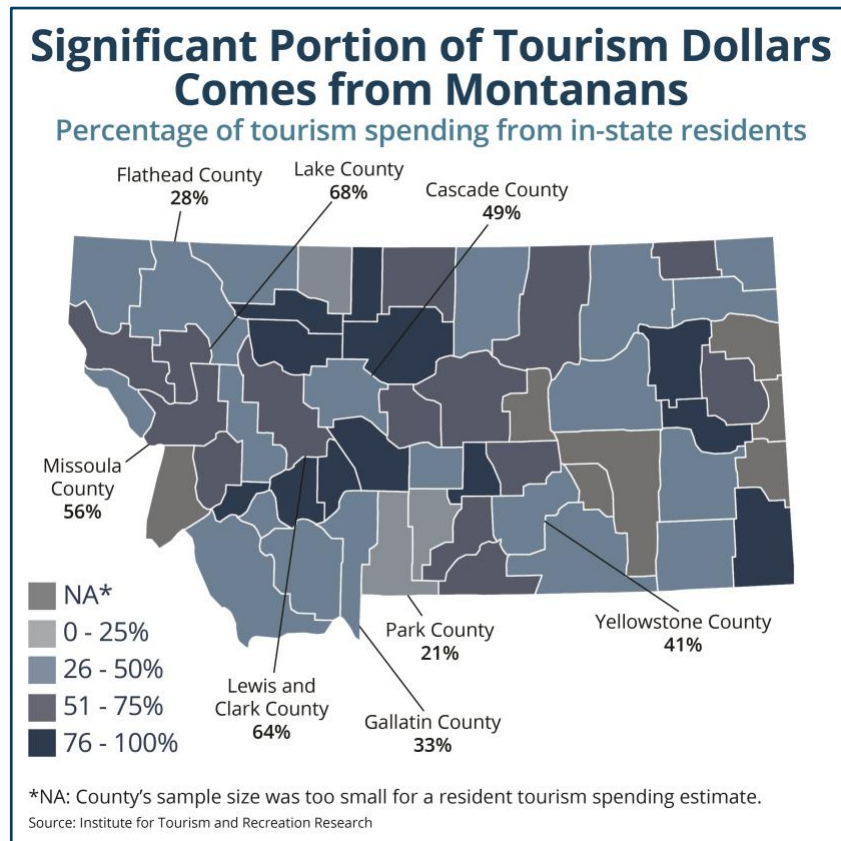 Significant Portion of Tourism Dollars
Comes from Montanans
Percentage of tourism spending from in-state residents
Flathead County
28%
Lake County
68%
Cascade County
49%
Missoula
County
56%
NA*
0 - 25%
26 - 50%
51 - 75%
76 - 100%
Lewis and
Clark County
64%
Park County
21%
Gallatin County
33%
Yellowstone County
41%
*NA: County's sample size was too small for a resident tourism spending estimate.
Source: Institute for Tourism and Recreation Research